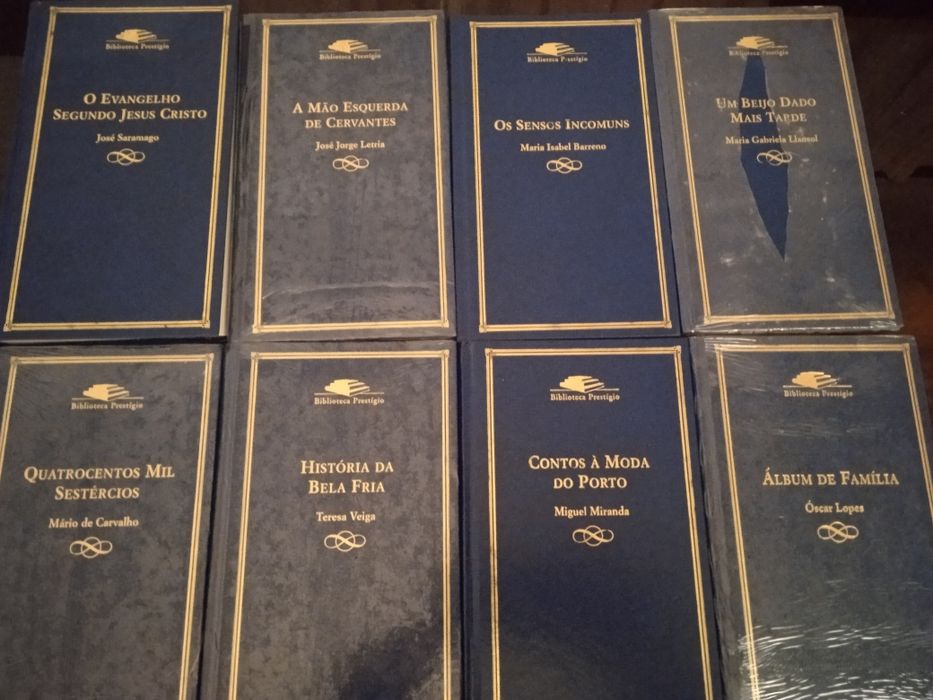 Biblioteca Prestígio
O Evangelho
Segundo Jesus Cristo
José Saramago
Biblioteca Prestígio
A Mão Esquerda
de Cervantes
José Jorge Letria
Biblioteca Prestígio
Os Sensos Incomuns
Maria Isabel Barreno
Biblioteca Prestígio
Um Beijo Dado
Mais Tarde
Maria Gabriela Llansol
Biblioteca Prestígio
Quatrocentos Mil
Sestércios
Mário de Carvalho
Biblioteca Prestígio
História da
Bela Fria
Teresa Veiga
Biblioteca Prestígio
Contos à Moda
do Porto
Miguel Miranda
Biblioteca Prestígio
Álbum de Família
Óscar Lopes